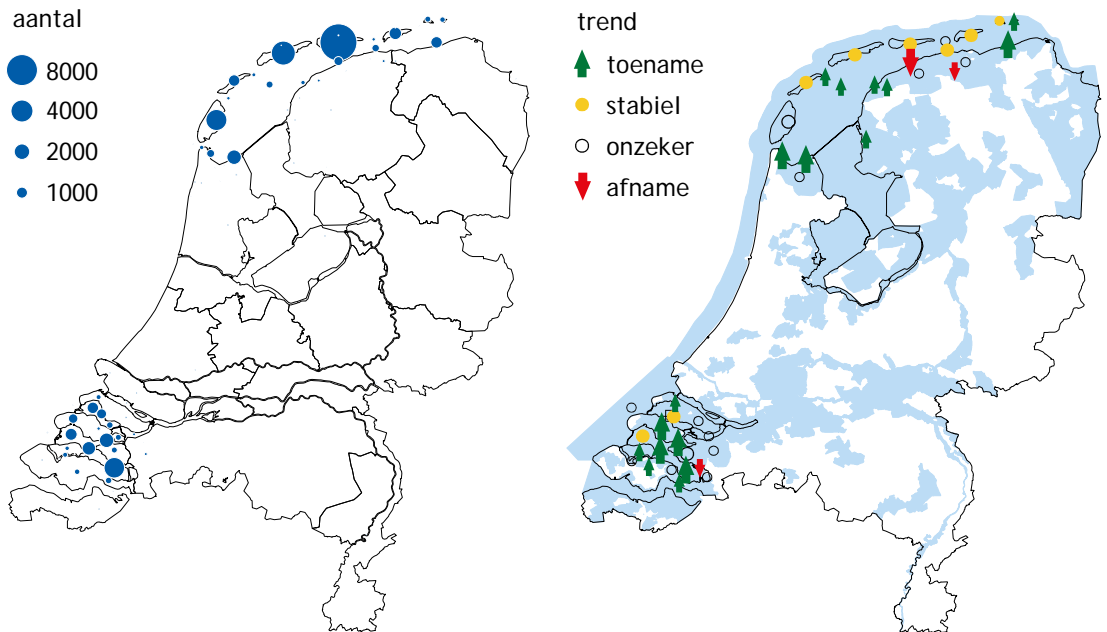 aantal
8000
4000
2000
1000
trend
toename
stabiel
onzeker
afname